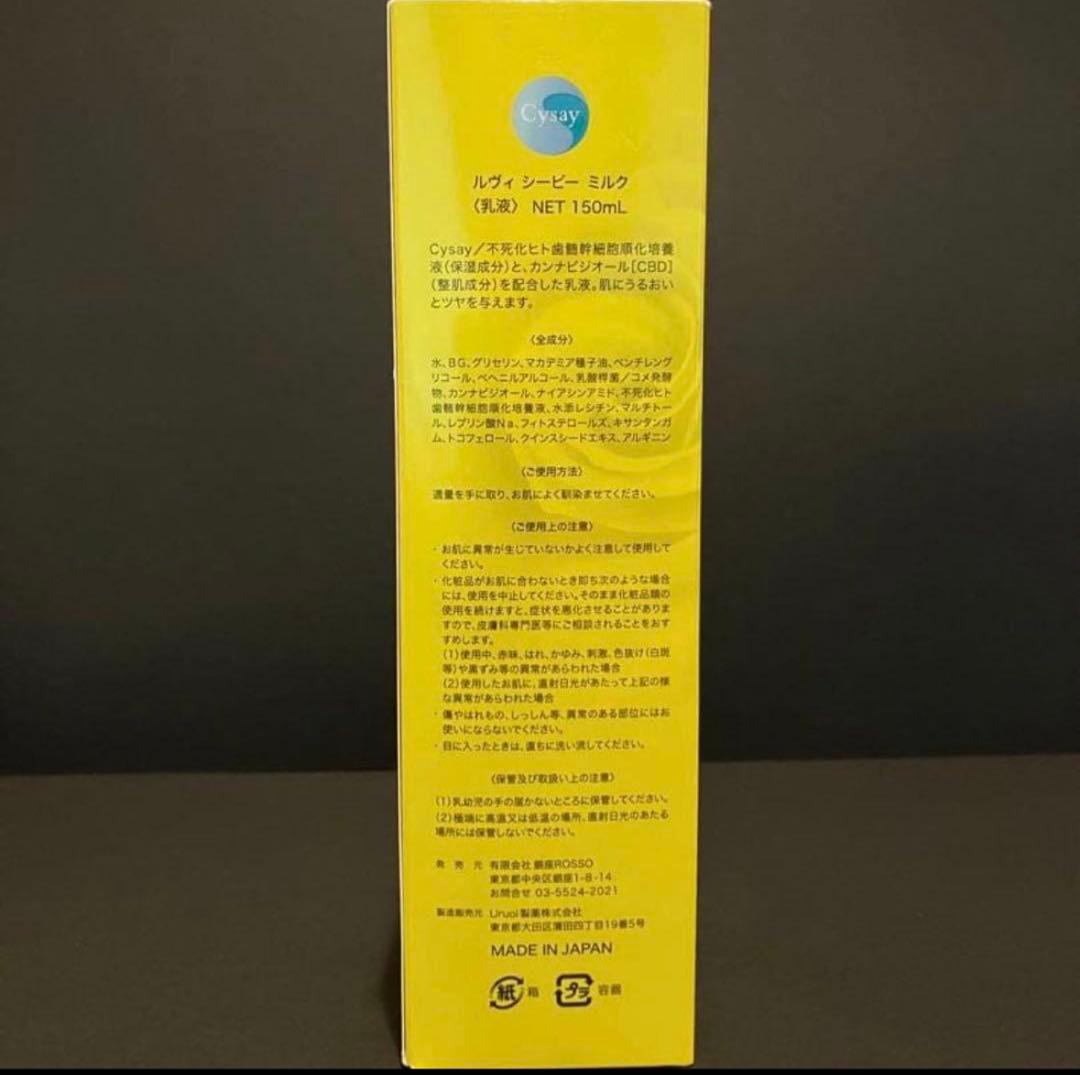 Cysay
ルヴィ シービー ミルク
〈乳液〉 NET 150mL
Cysay/不死化ヒト歯髄幹細胞順化培養
液(保湿成分)と、カンナビジオール[CBD]
(整肌成分)を配合した乳液。肌にうるおい
とツヤを与えます。
〈全成分〉
水、BG、グリセリン、マカデミア種子油、ペンチレング
リコール、ベヘニルアルコール、乳酸桿菌/コメ発酵
物、カンナビジオール、ナイアシンアミド、不死化ヒト
歯髄幹細胞順化培養液、水添レシチン、マルチトー
ル、レブリン酸Na、フィトステロールズ、キサンタンガ
ム、トコフェロール、クインスシードエキス、アルギニン
〈ご使用方法〉
適量を手に取り、お肌によく馴染ませてください。
〈ご使用上の注意〉
・お肌に異常が生じていないかよく注意して使用して
ください。
・化粧品がお肌に合わないとき即ち次のような場合
には、使用を中止してください。そのまま化粧品類の
使用を続けますと、症状を悪化させることがありま
すので、皮膚科専門医等にご相談されることをおす
すめします。
(1)使用中、赤味、はれ、かゆみ、刺激、色抜け(白斑
等)や黒ずみ等の異常があらわれた場合
(2)使用したお肌に、直射日光があたって上記の様
な異常があらわれた場合
・傷やはれもの、しっしん等、異常のある部位にはお
使いにならないでください。
・目に入ったときは、直ちに洗い流してください。
〈保管及び取扱い上の注意〉
(1)乳幼児の手の届かないところに保管してください。
(2)極端に高温又は低温の場所、直射日光のあたる
場所には保管しないでください。
発売元 有限会社 銀座ROSSO
東京都中央区銀座1-8-14
お問合せ 03-5524-2021
製造販売元 Uruoi製薬株式会社
東京都大田区蒲田四丁目19番5号
MADE IN JAPAN
紙 箱 プラ 容器